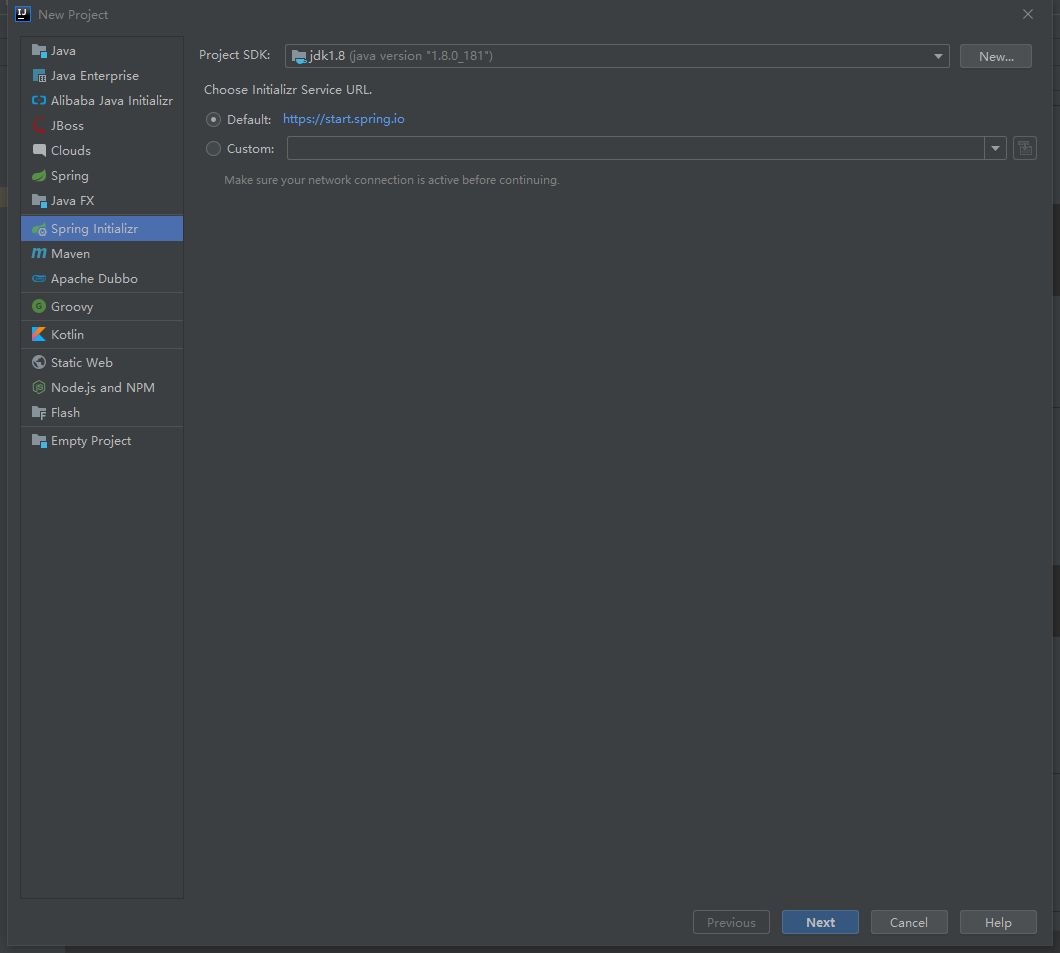 New Project
Java
Java Enterprise
Alibaba Java Initializr
JBoss
Clouds
Spring
Java FX
Spring Initializr
Maven
Apache Dubbo
Groovy
Kotlin
Static Web
Node.js and NPM
Flash
Empty Project
Project SDK: jdk1.8 (java version "1.8.0_181") New...
Choose Initializr Service URL.
Default: https://start.spring.io
Custom:
Make sure your network connection is active before continuing.
Previous Next Cancel Help